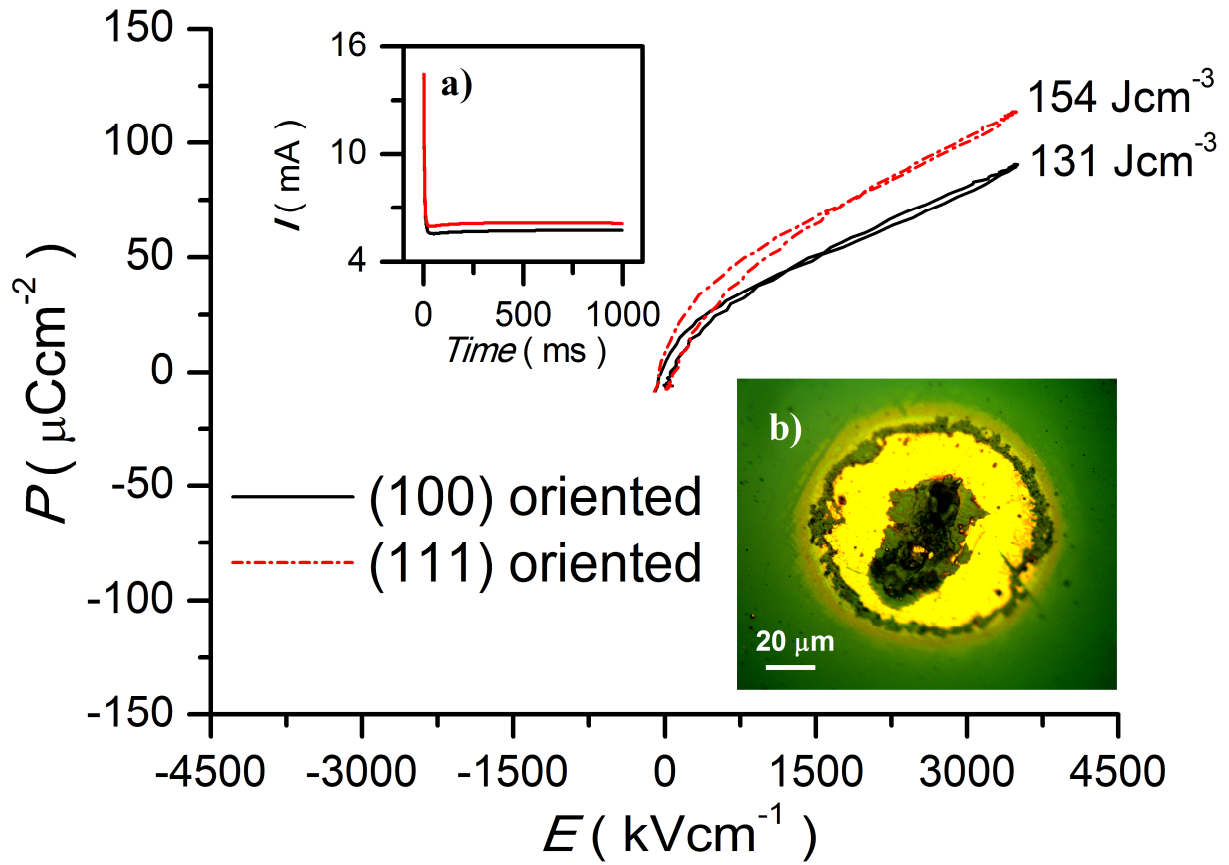 150
100
50
0
-50
-100
-150
P ( μCcm⁻² )
-4500
-3000
-1500
0
1500
3000
4500
E ( kVcm⁻¹ )
154 Jcm⁻³
131 Jcm⁻³
a)
16
10
4
I ( mA )
0
500
1000
Time ( ms )
(100) oriented
(111) oriented
b)
20 μm